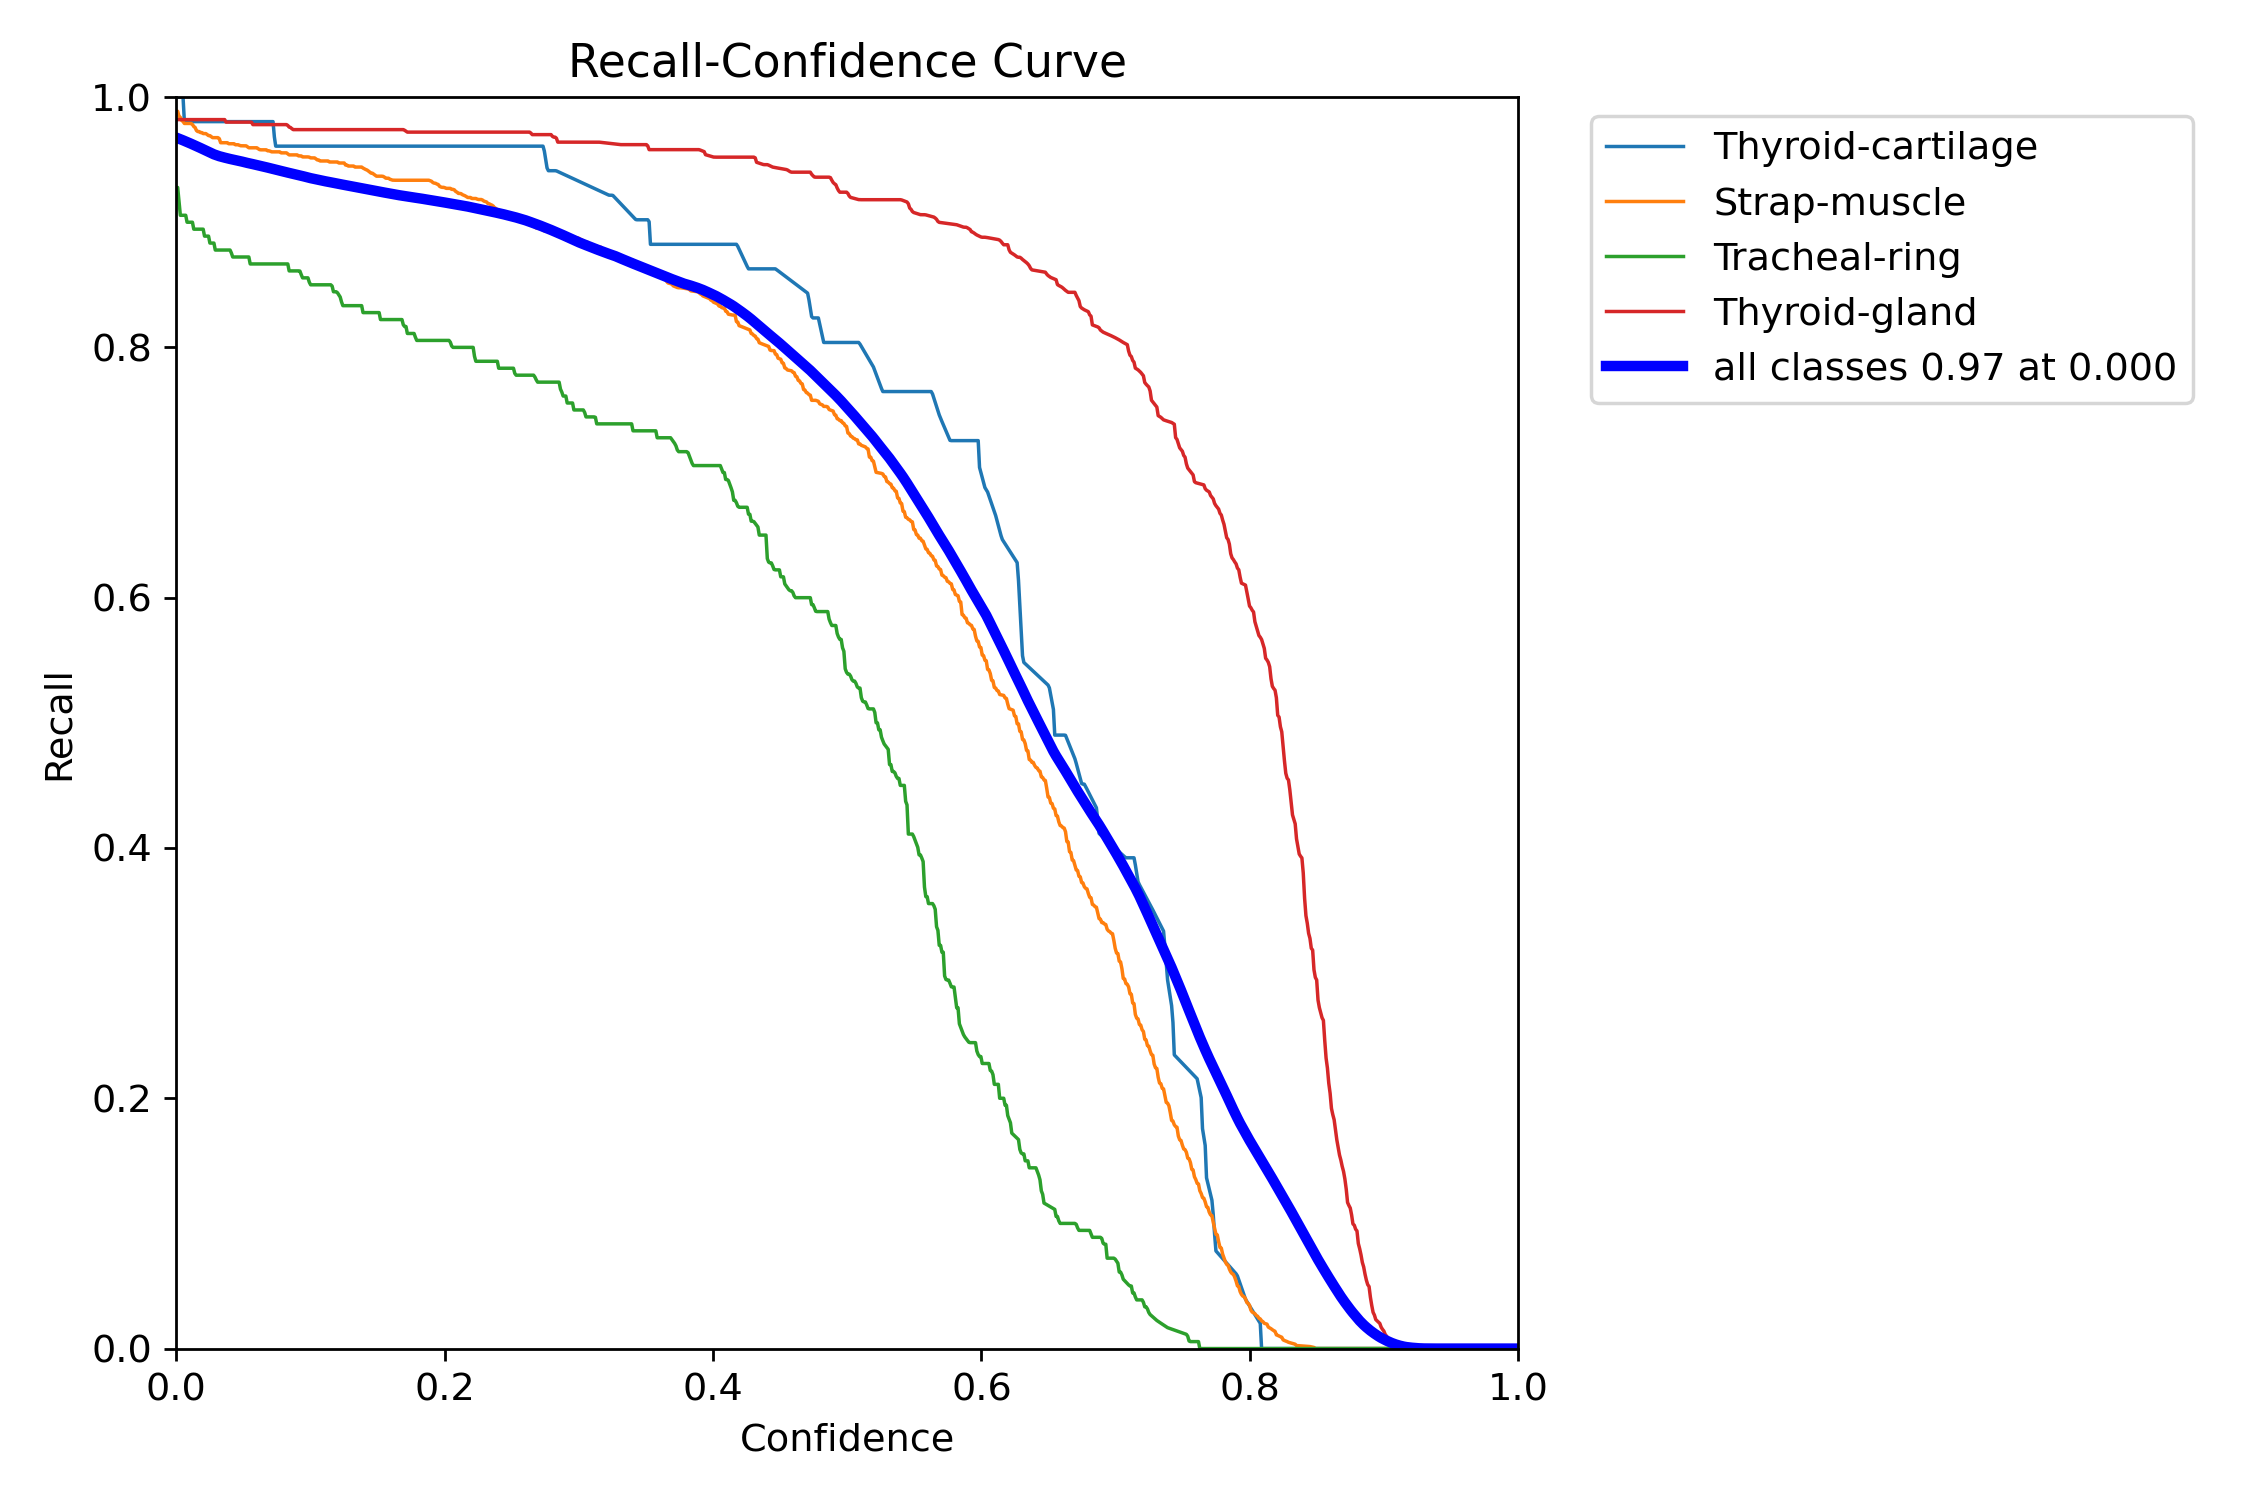 Recall-Confidence Curve
1.0
0.8
0.6
0.4
0.2
0.0
Recall
0.0 0.2 0.4 0.6 0.8 1.0
Confidence
Thyroid-cartilage
Strap-muscle
Tracheal-ring
Thyroid-gland
all classes 0.97 at 0.000